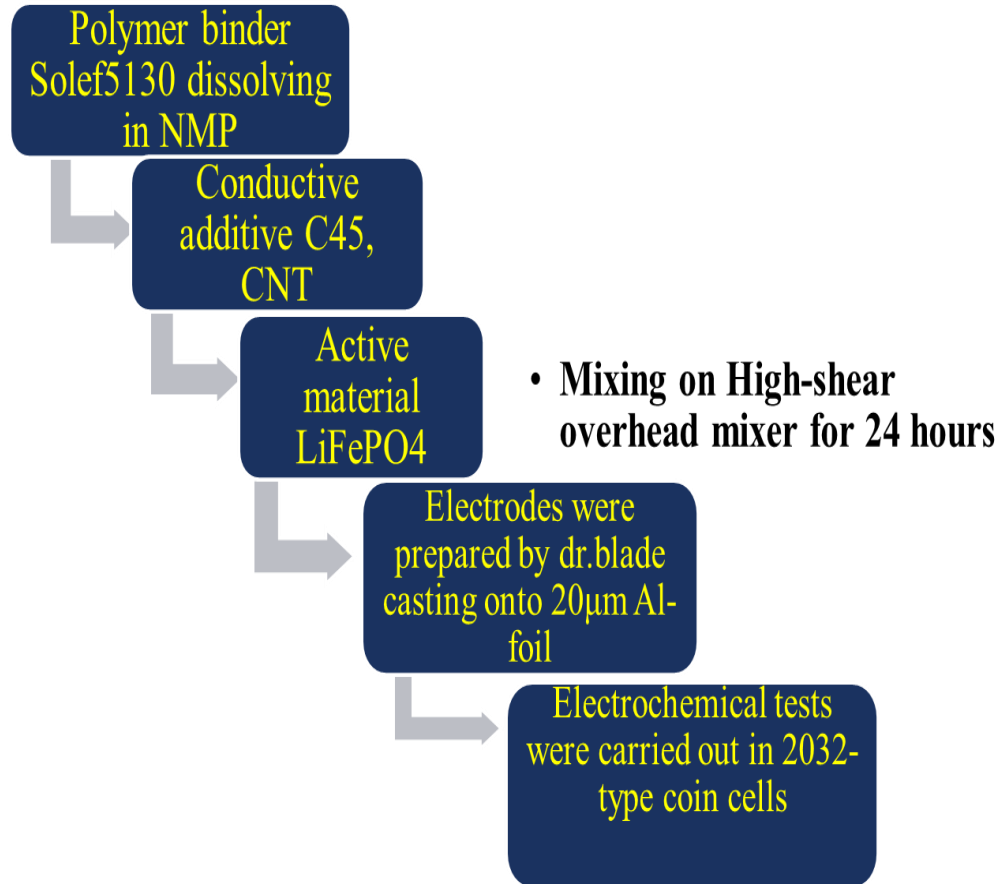 Polymer binder
Solef5130 dissolving
in NMP
Conductive
additive C45,
CNT
Active
material
LiFePO4
• Mixing on High-shear
overhead mixer for 24 hours
Electrodes were
prepared by dr.blade
casting onto 20µm Al-
foil
Electrochemical tests
were carried out in 2032-
type coin cells